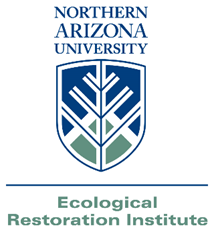 NORTHERN
ARIZONA
UNIVERSITY
Ecological
Restoration Institute